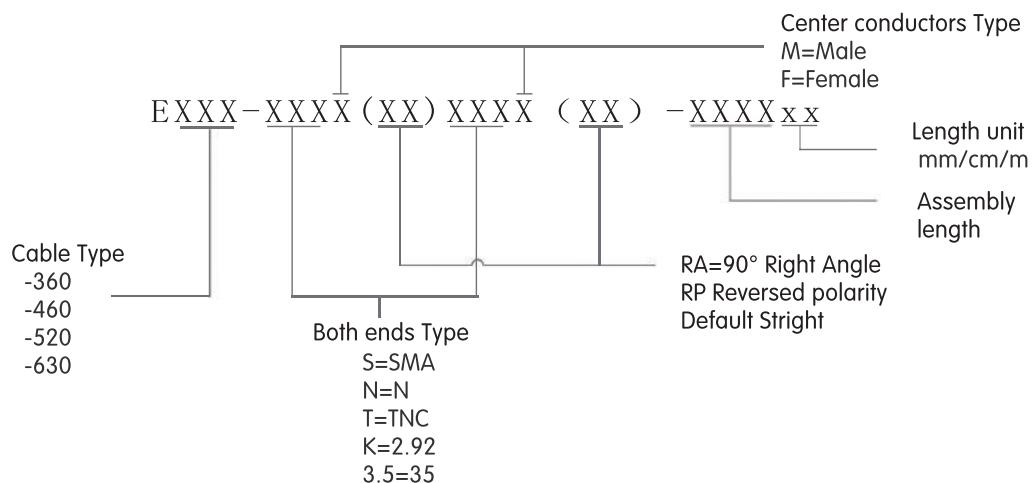 Center conductors Type
M=Male
F=Female
EXXX-XXXX(XX)XXXX (XX) -XXXXxx
Length unit
mm/cm/m
Assembly
length
Cable Type
-360
-460
-520
-630
RA=90° Right Angle
RP Reversed polarity
Default Stright
Both ends Type
S=SMA
N=N
T=TNC
K=2.92
3.5=35